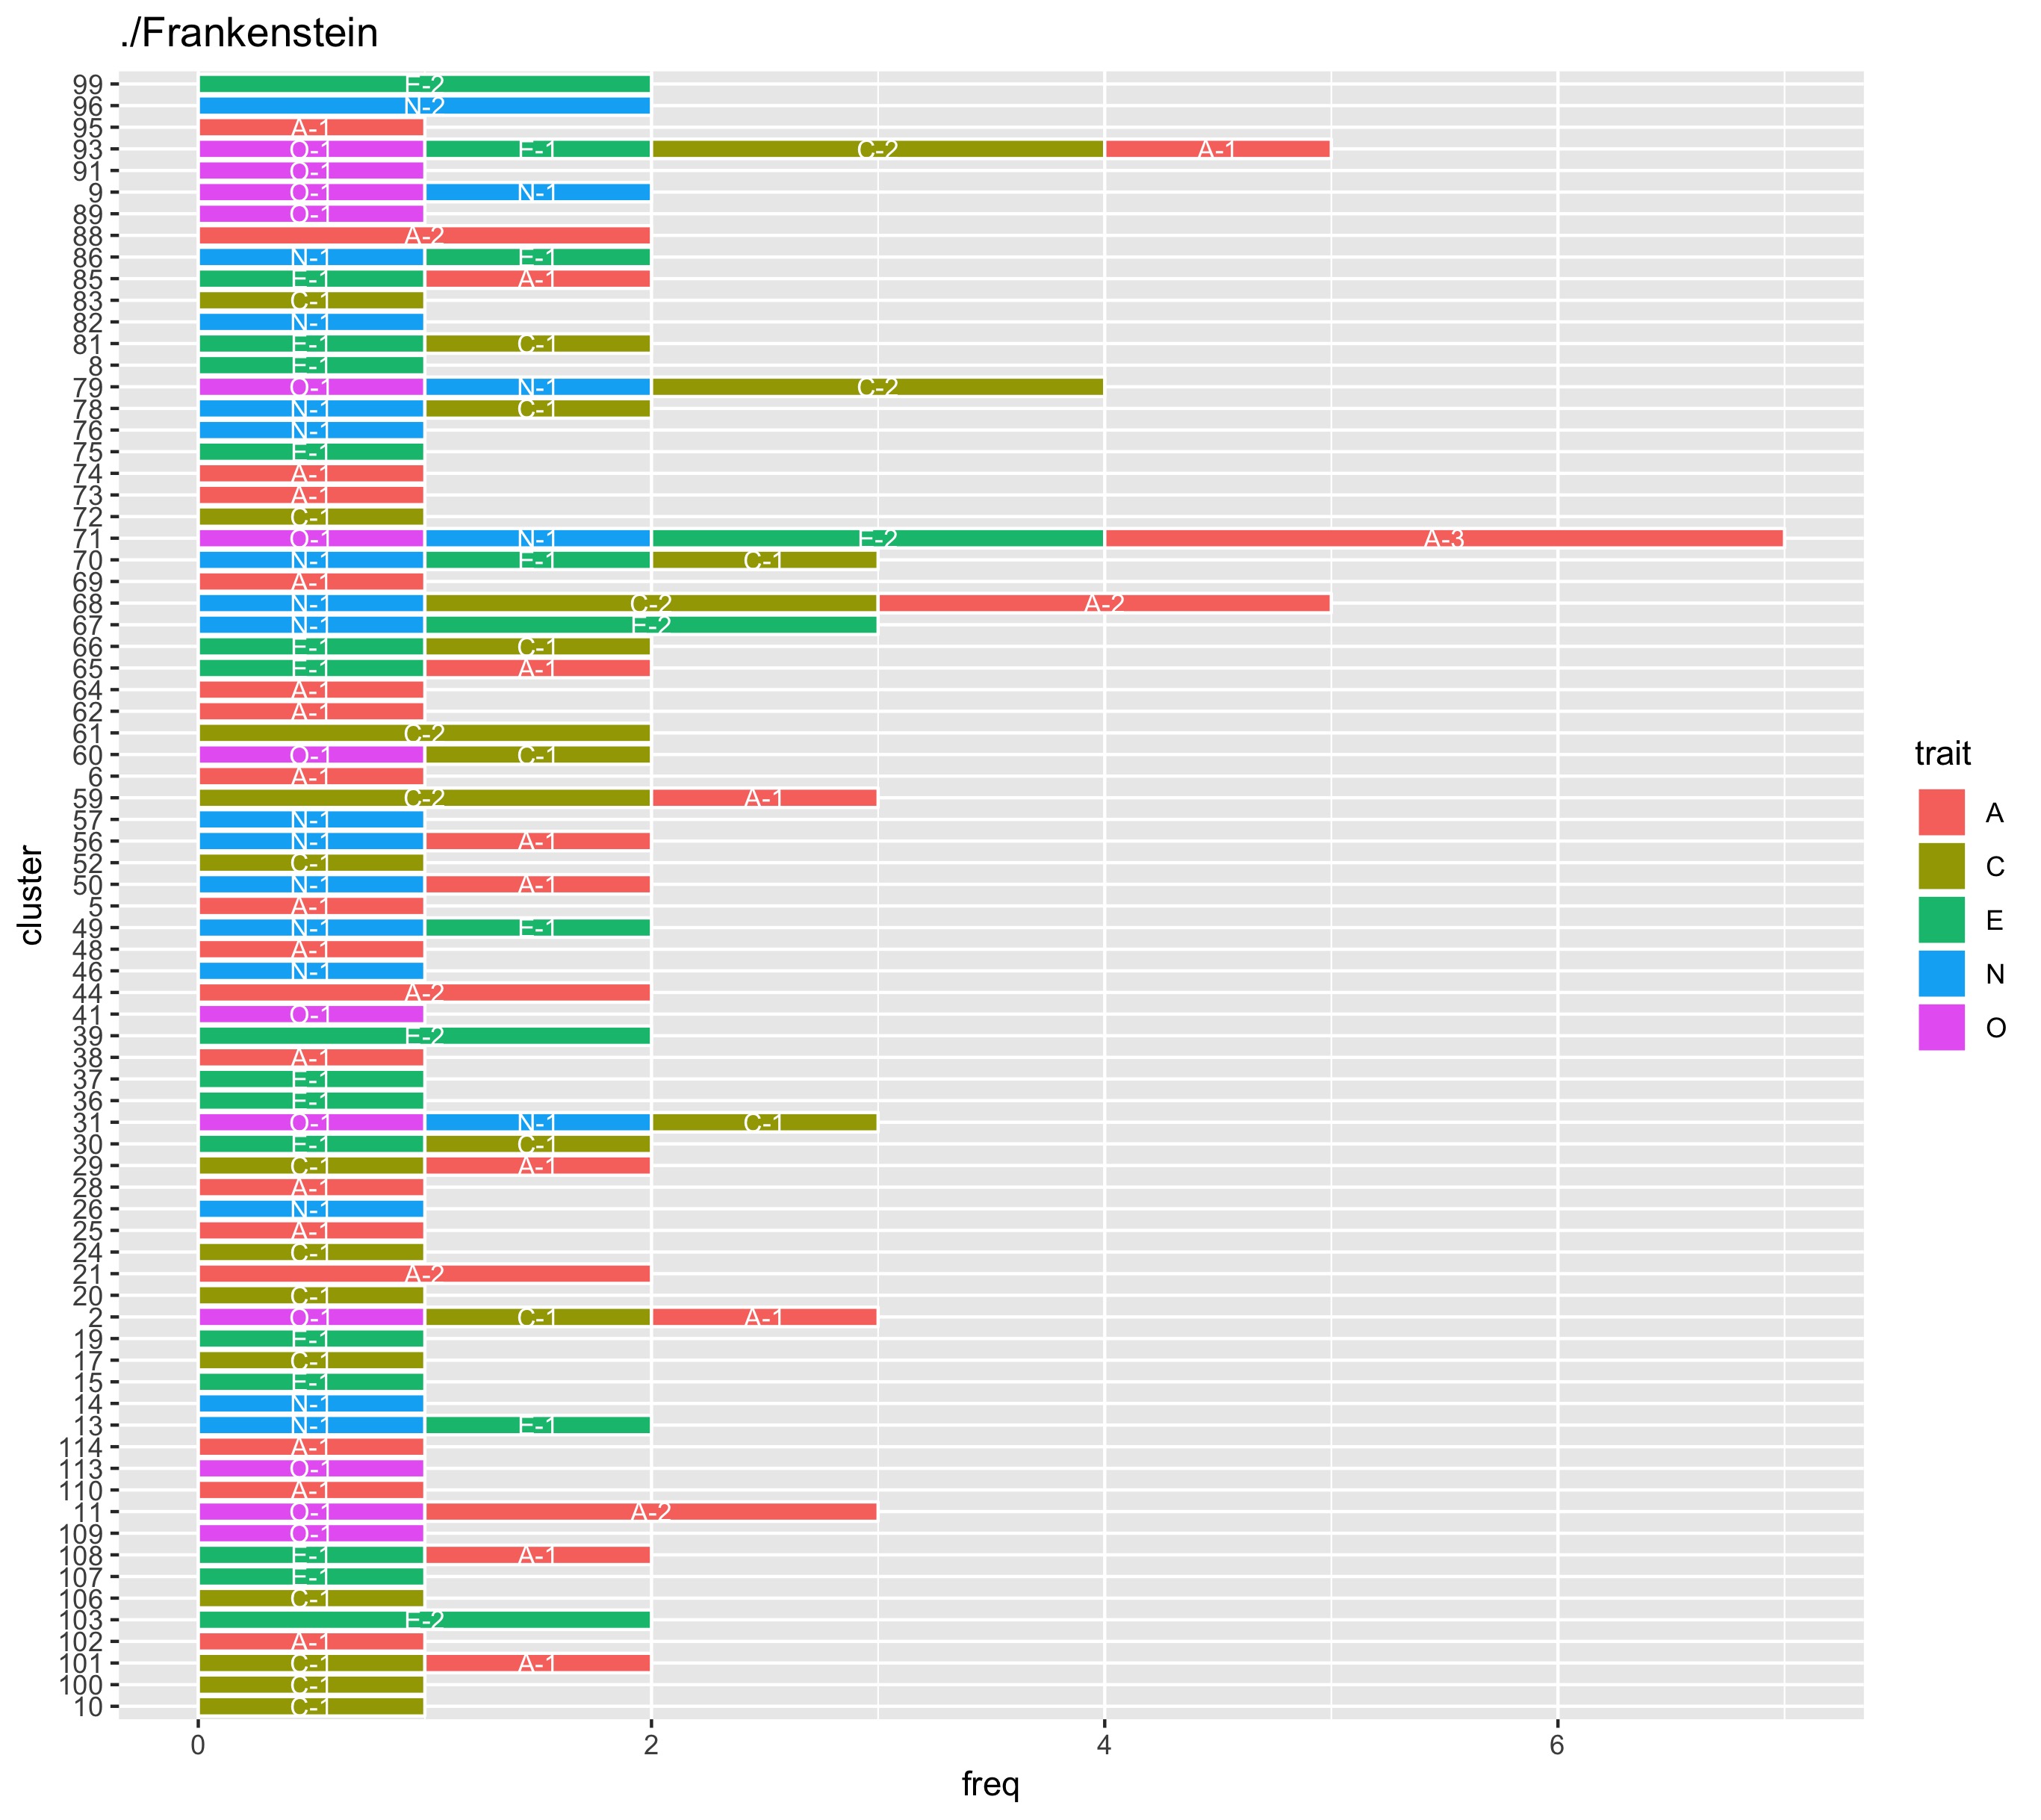 ./Frankenstein
99 E-2
96 N-2
95 A-1
93 O-1 E-1 C-2 A-1
91 O-1
9 O-1 N-1
89 O-1
88 A-2
86 N-1 E-1
85 E-1 A-1
83 C-1
82 N-1
81 E-1 C-1
8 E-1
79 O-1 N-1 C-2
78 N-1 C-1
76 N-1
75 E-1
74 A-1
73 A-1
72 C-1
71 O-1 N-1 E-2 A-3
70 N-1 E-1 C-1
69 A-1
68 N-1 C-2 A-2
67 N-1 E-2
66 E-1 C-1
65 E-1 A-1
64 A-1
62 A-1
61 C-2
60 O-1 C-1
6 A-1
59 C-2 A-1
57 N-1
56 N-1 A-1
52 C-1
50 N-1 A-1
5 A-1
49 N-1 E-1
48 A-1
46 N-1
44 A-2
41 O-1
39 E-2
38 A-1
37 E-1
36 E-1
31 O-1 N-1 C-1
30 E-1 C-1
29 C-1 A-1
28 A-1
26 N-1
25 A-1
24 C-1
21 A-2
20 C-1
2 O-1 C-1 A-1
19 E-1
17 C-1
15 E-1
14 N-1
13 N-1 E-1
114 A-1
113 O-1
110 A-1
11 O-1 A-2
109 O-1
108 E-1 A-1
107 E-1
106 C-1
103 E-2
102 A-1
101 C-1 A-1
100 C-1
10 C-1
0 2 4 6
freq
cluster
trait
A
C
E
N
O